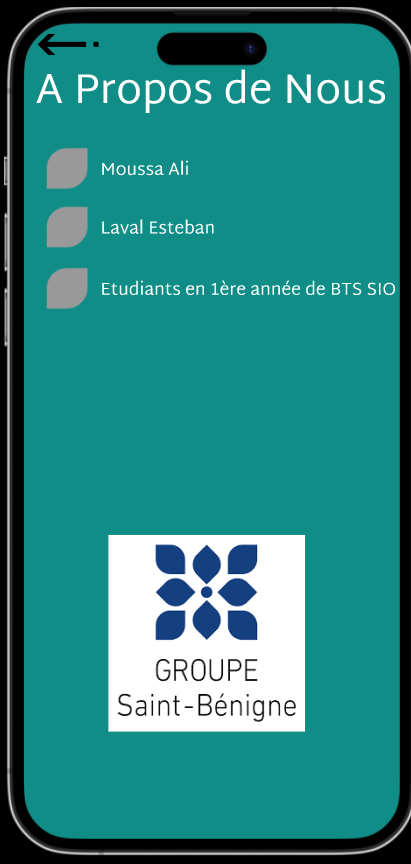 A Propos de Nous
Moussa Ali
Laval Esteban
Etudiants en 1ère année de BTS SIO
GROUPE
Saint-Bénigne